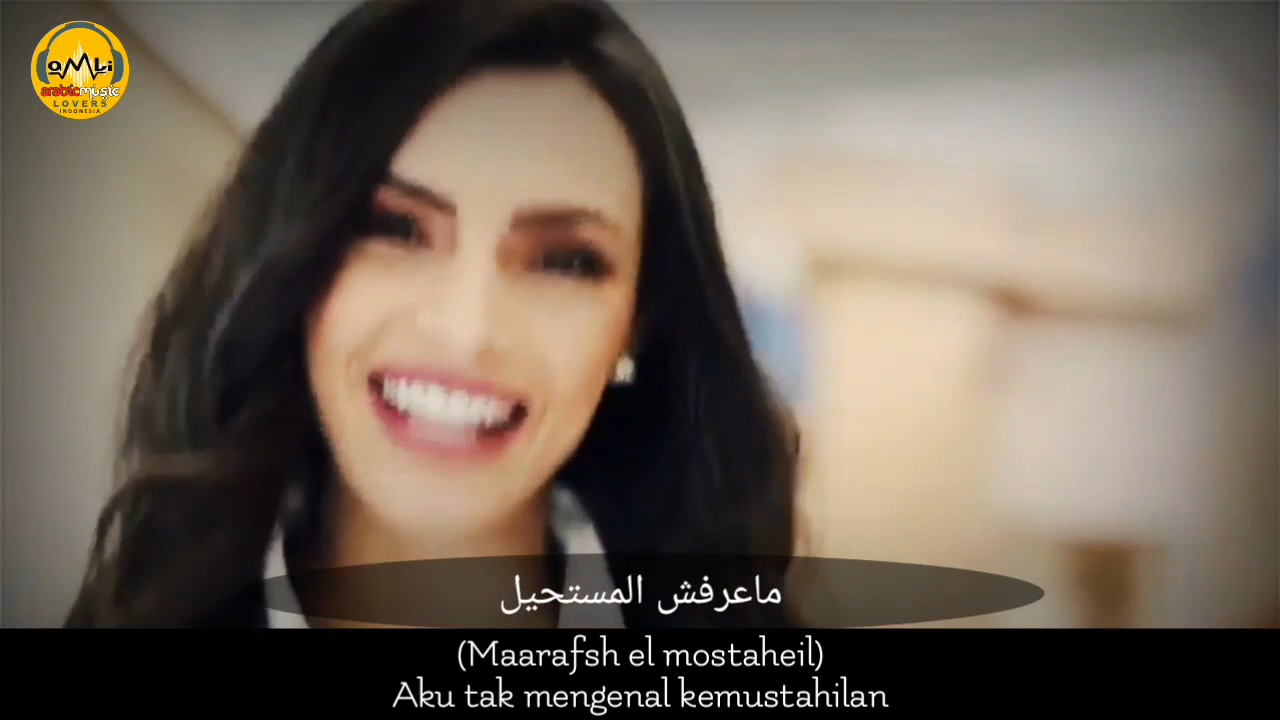 OMLi
arabicmusic
LOVERS
INDONESIA
ماعرفش المستحيل
(Maarafsh el mostaheil)
Aku tak mengenal kemustahilan